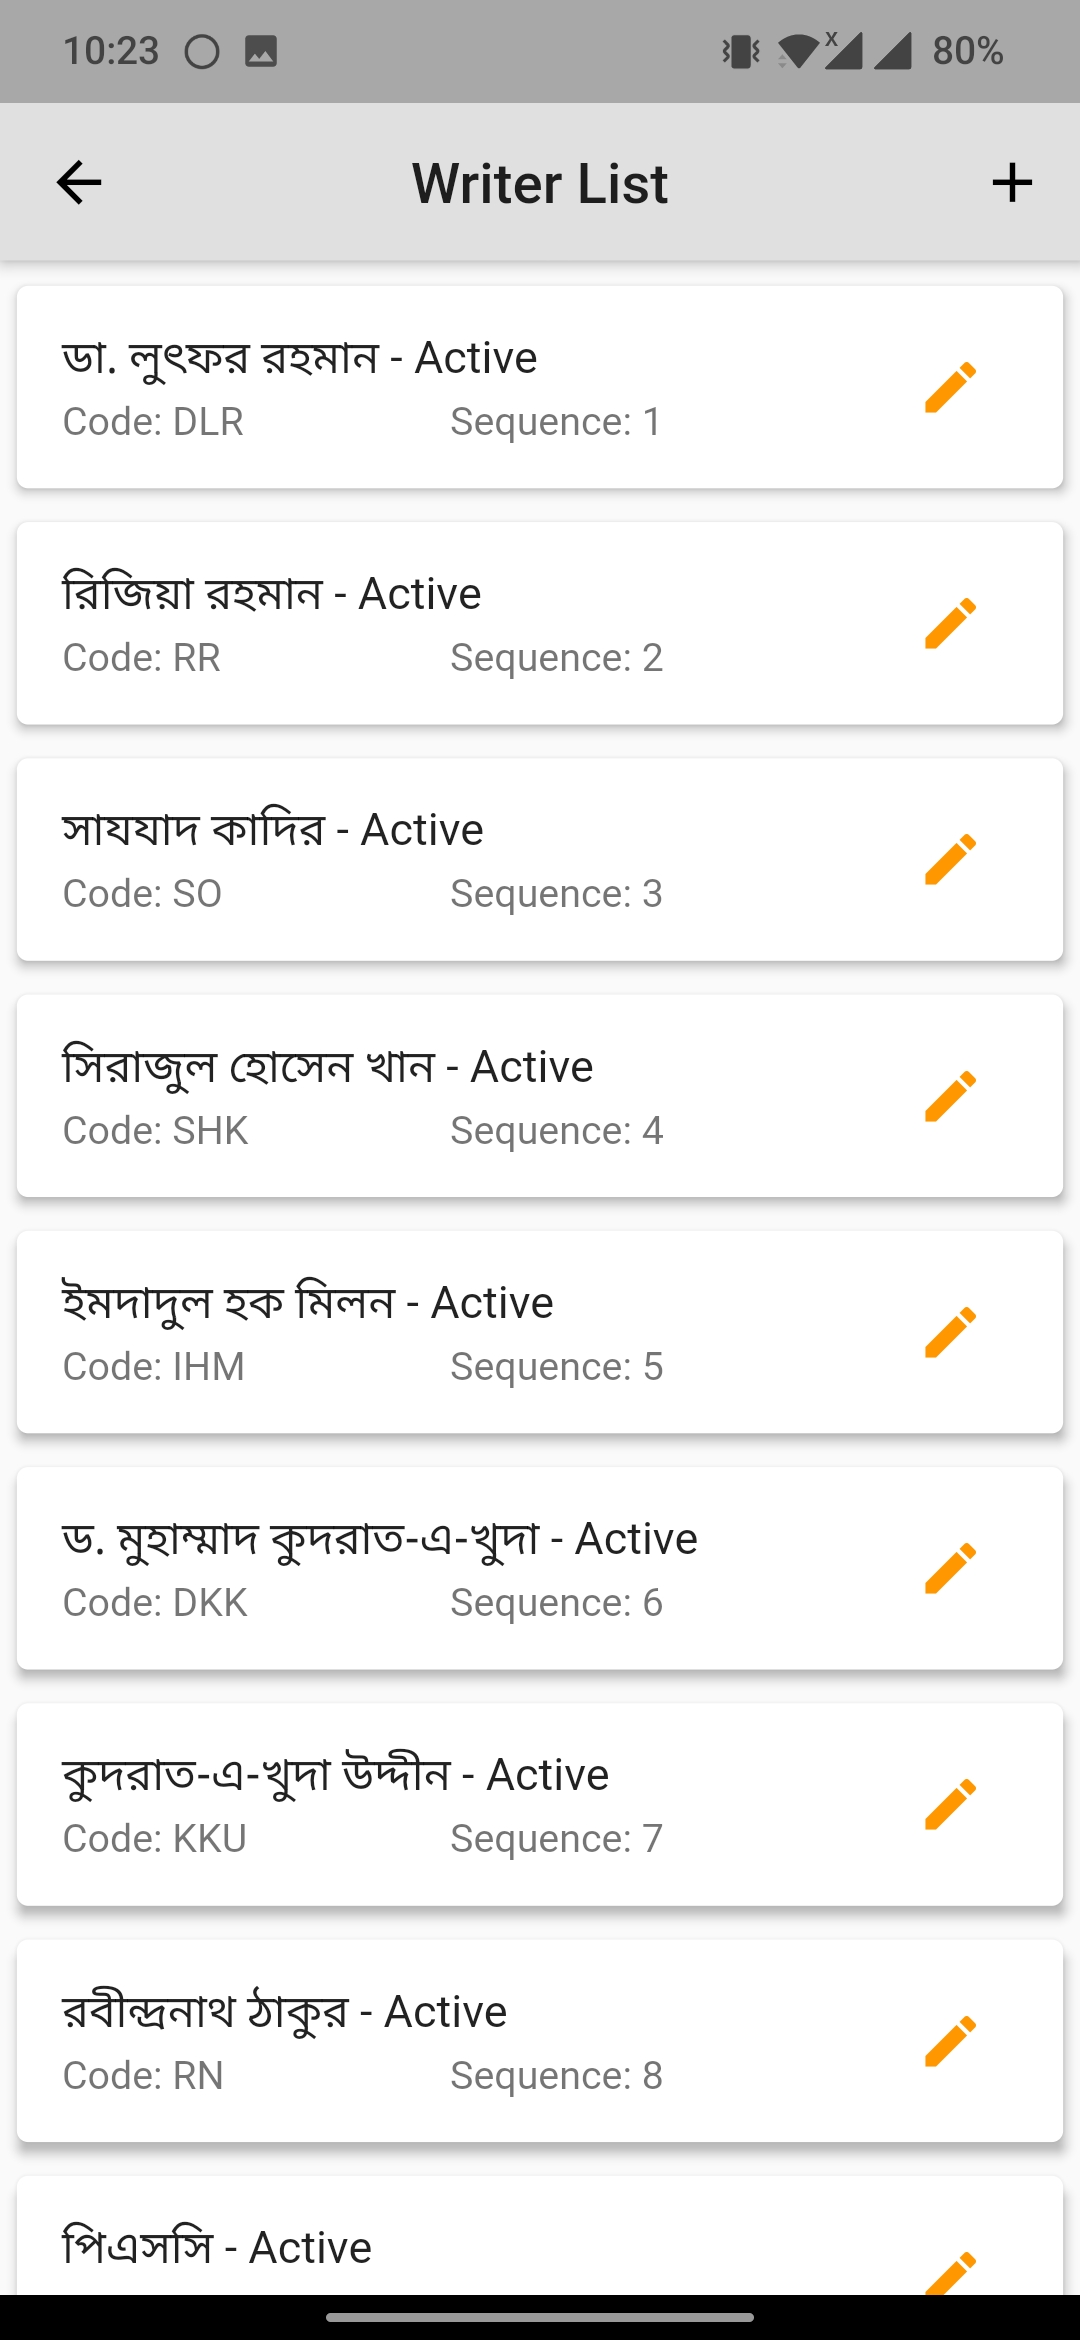 10:23 80%
Writer List
ডা. লুৎফর রহমান - Active
Code: DLR Sequence: 1
রিজিয়া রহমান - Active
Code: RR Sequence: 2
সাযযাদ কাদির - Active
Code: SO Sequence: 3
সিরাজুল হোসেন খান - Active
Code: SHK Sequence: 4
ইমদাদুল হক মিলন - Active
Code: IHM Sequence: 5
ড. মুহাম্মাদ কুদরাত-এ-খুদা - Active
Code: DKK Sequence: 6
কুদরাত-এ-খুদা উদ্দীন - Active
Code: KKU Sequence: 7
রবীন্দ্রনাথ ঠাকুর - Active
Code: RN Sequence: 8
পিএসসি - Active